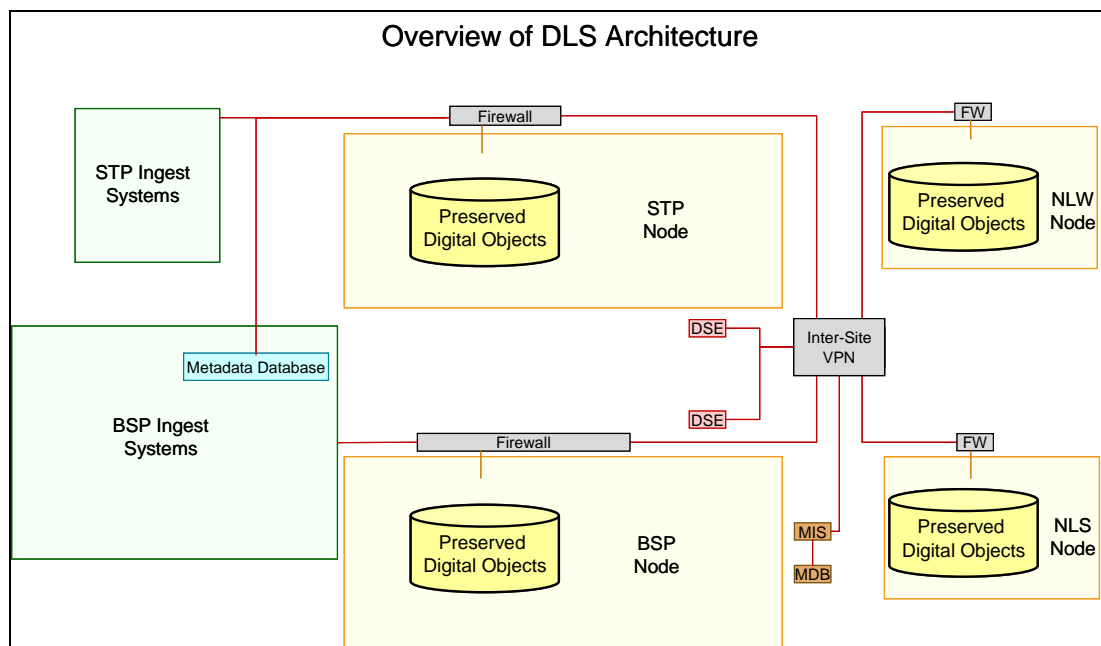 Overview of DLS Architecture
STP Ingest
Systems
Firewall
Preserved
Digital Objects
STP
Node
FW
Preserved
Digital Objects
NLW
Node
Metadata Database
BSP Ingest
Systems
DSE
DSE
Inter-Site
VPN
Firewall
Preserved
Digital Objects
BSP
Node
MIS
MDB
FW
Preserved
Digital Objects
NLS
Node